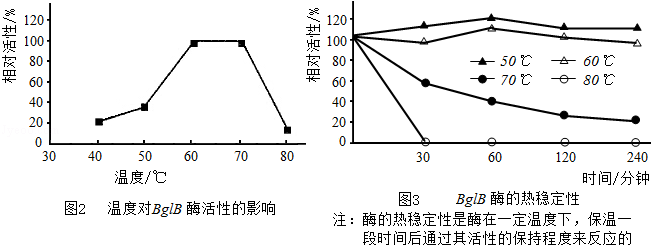 相对活性/%
120
100
80
60
40
20
0
30 40 50 60 70 80
温度/℃
图2 温度对BglB 酶活性的影响
相对活性/%
120
100
80
60
40
20
0
50℃ 60℃
70℃ 80℃
30 60 120 240
时间/分钟
图3 BglB 酶的热稳定性
注：酶的热稳定性是酶在一定温度下，保温一
段时间后通过其活性的保持程度来反应的